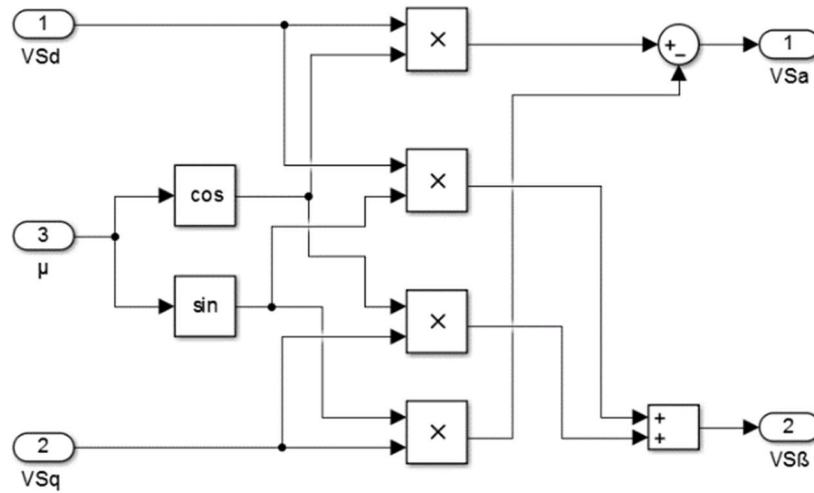 1
VSd
×
+
−
1
VSa
×
cos
3
µ
sin
×
×
+
+
2
VSß
2
VSq